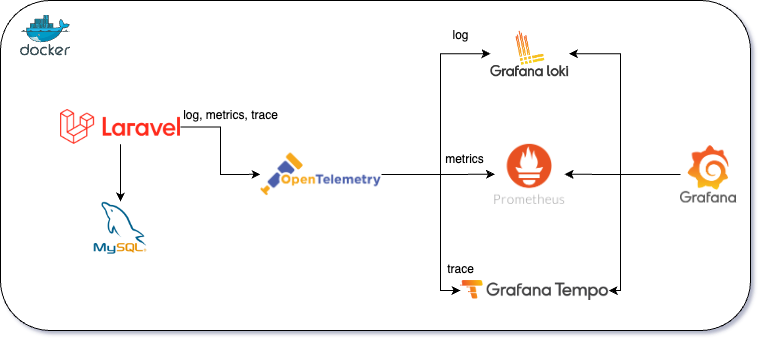 docker
log
Grafana loki
Laravel
log, metrics, trace
metrics
OpenTelemetry
Prometheus
Grafana
MySQL
trace
Grafana Tempo